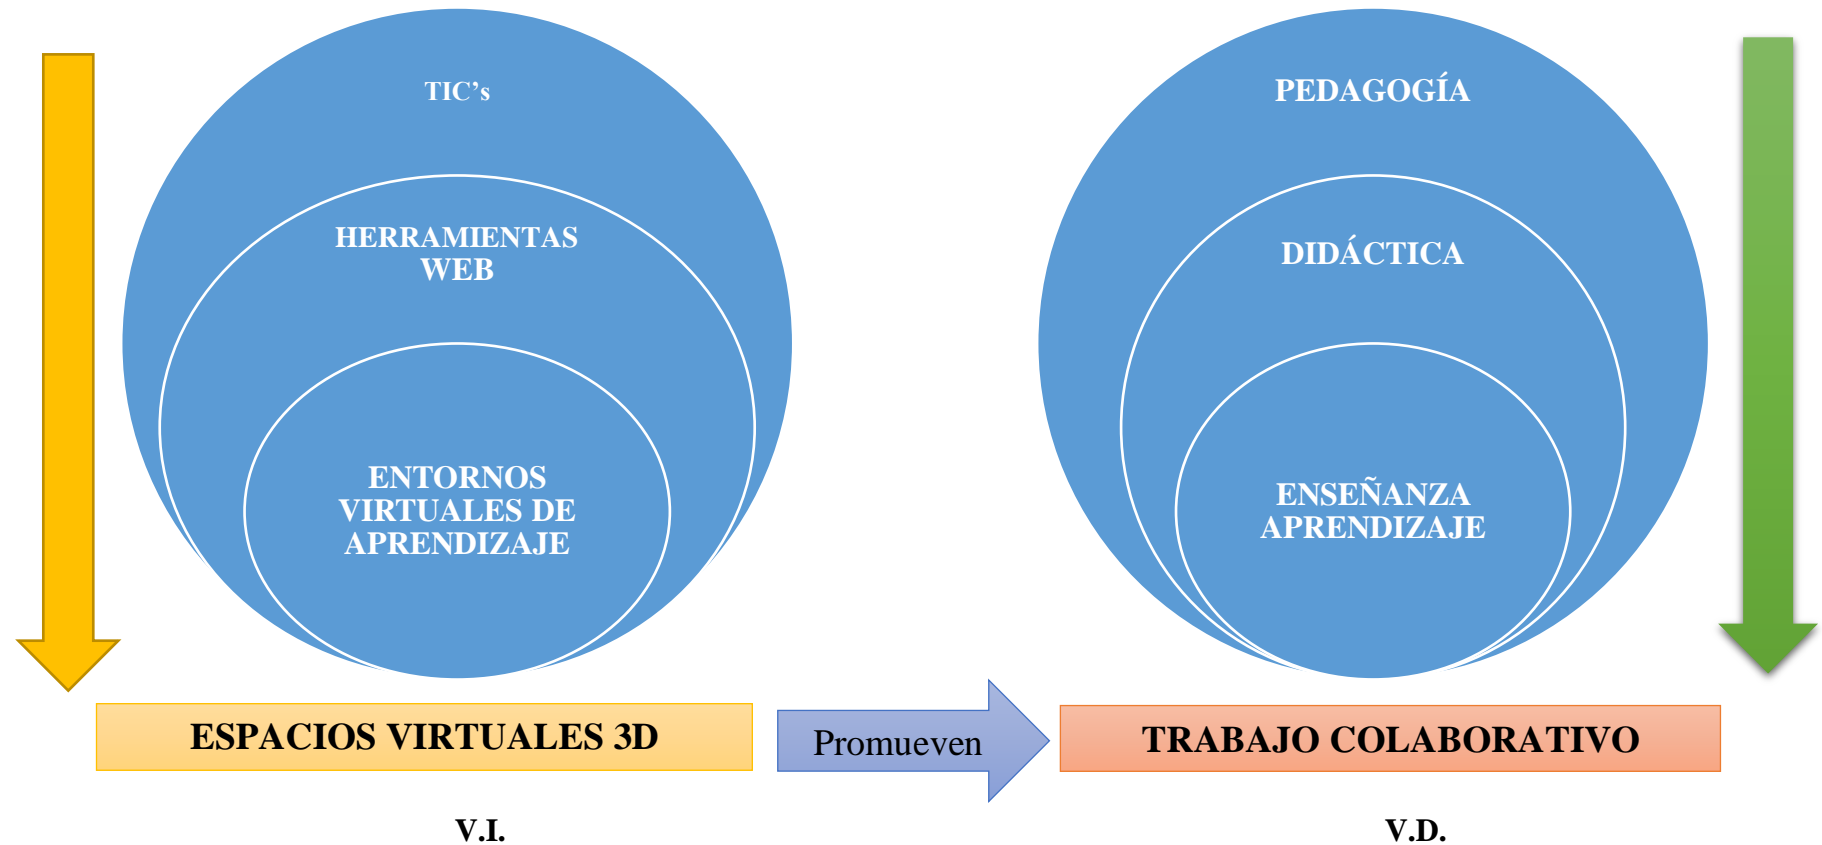 TIC’s
HERRAMIENTAS
WEB
ENTORNOS
VIRTUALES DE
APRENDIZAJE
PEDAGOGÍA
DIDÁCTICA
ENSEÑANZA
APRENDIZAJE
ESPACIOS VIRTUALES 3D
Promueven
TRABAJO COLABORATIVO
V.I.
V.D.